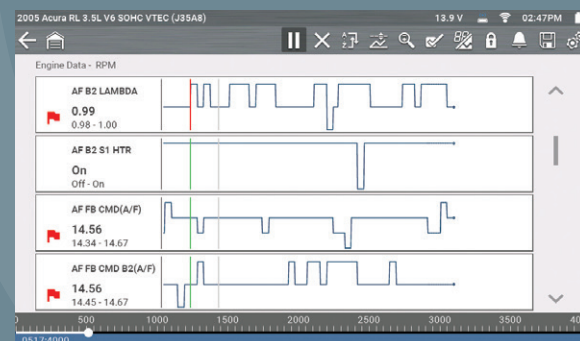 2005 Acura RL 3.5L V6 SOHC VTEC (J35A8) 13.9 V 02:47PM
Engine Data - RPM
AF B2 LAMBDA
0.99
0.98 - 1.00
AF B2 S1 HTR
On
Off - On
AF FB CMD(A/F)
14.56
14.34 - 14.67
AF FB CMD B2(A/F)
14.56
14.45 - 14.67
0 500 1000 1500 2000 2500 3000 3500 40
0517:4000